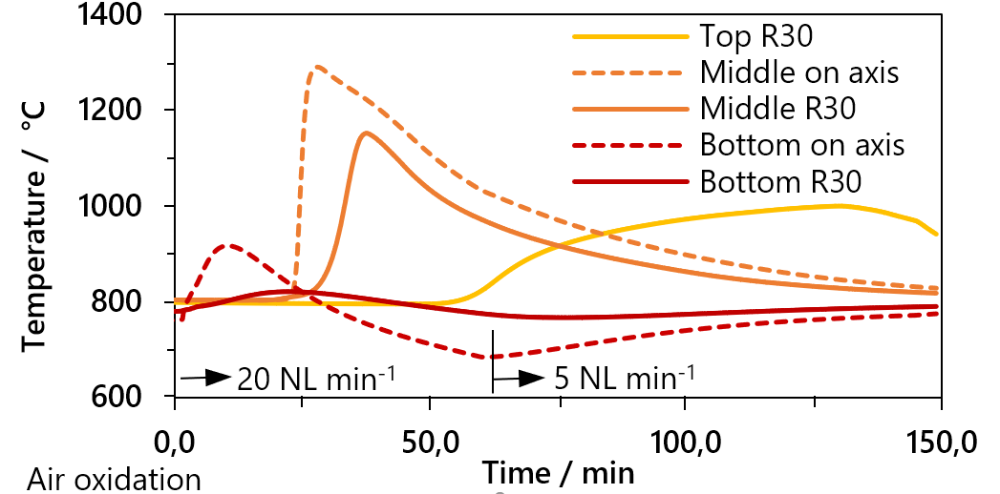 1400
1200
1000
800
600
Temperature / °C
Top R30
Middle on axis
Middle R30
Bottom on axis
Bottom R30
20 NL min⁻¹
5 NL min⁻¹
0,0
50,0
100,0
150,0
Time / min
Air oxidation